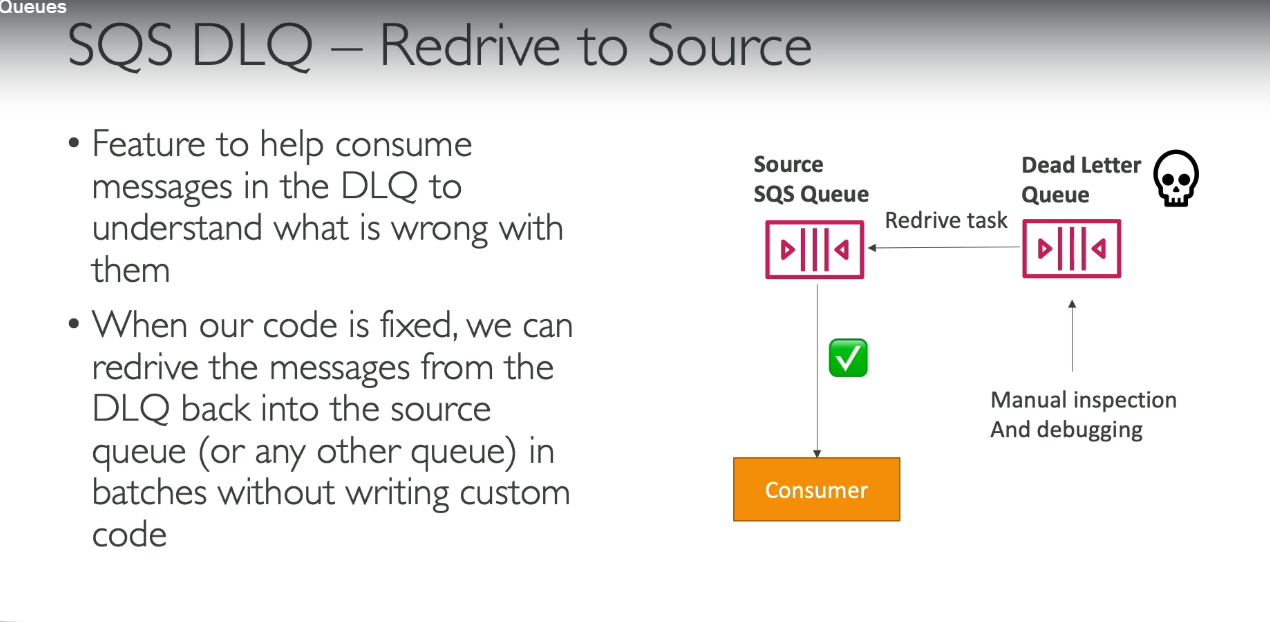 Queues
SQS DLQ – Redrive to Source
• Feature to help consume
messages in the DLQ to
understand what is wrong with
them
• When our code is fixed, we can
redrive the messages from the
DLQ back into the source
queue (or any other queue) in
batches without writing custom
code
Source
SQS Queue
Dead Letter
Queue
Redrive task
Manual inspection
And debugging
Consumer